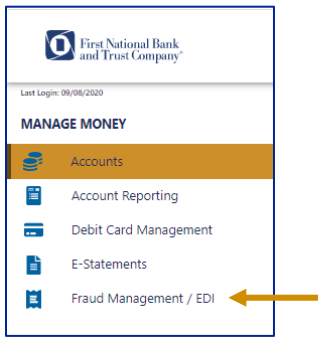 First National Bank
and Trust Company®
Last Login: 09/08/2020
MANAGE MONEY
Accounts
Account Reporting
Debit Card Management
E-Statements
Fraud Management / EDI